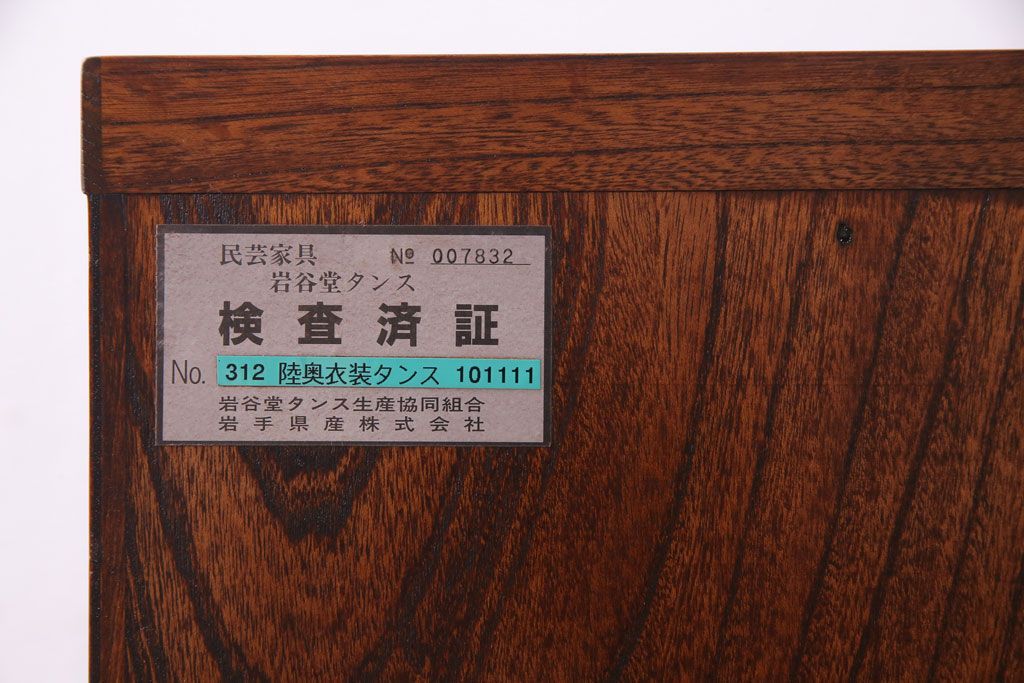 民芸家具 № 007832
岩谷堂タンス
検査済証
No. 312 陸奥衣装タンス 101111
岩谷堂タンス生産協同組合
岩手県産株式会社